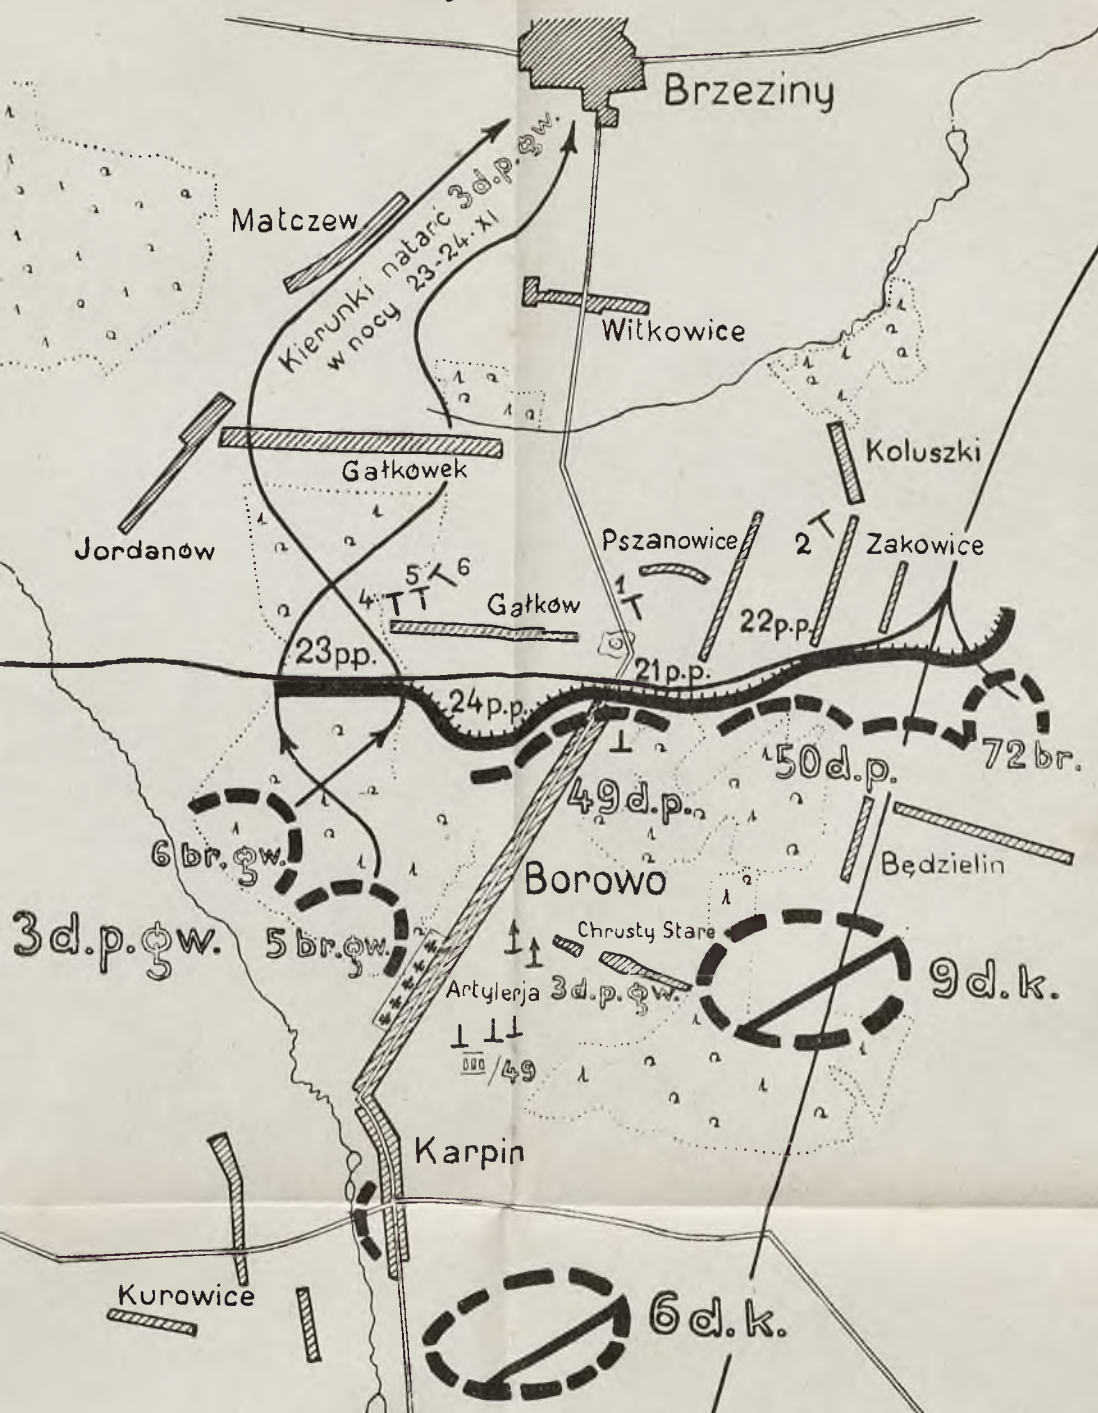 Brzeziny
Matczew
Kierunki natarć 3d.p.gw.
w nocy 23-24.XI
Witkowice
Koluszki
Gałkówek
Jordanów
Pszanowice
2
Zakowice
4
5
6
Gałków
1
22p.p.
23pp.
21p.p.
24p.p.
72br.
50d.p.
49d.p.
6br.gw.
Będzielin
Borowo
3d.p.gw.
5br.gw.
Chrusty Stare
9d.k.
Artylerja 3d.p.gw.
III/49
Karpin
Kurowice
6d.k.